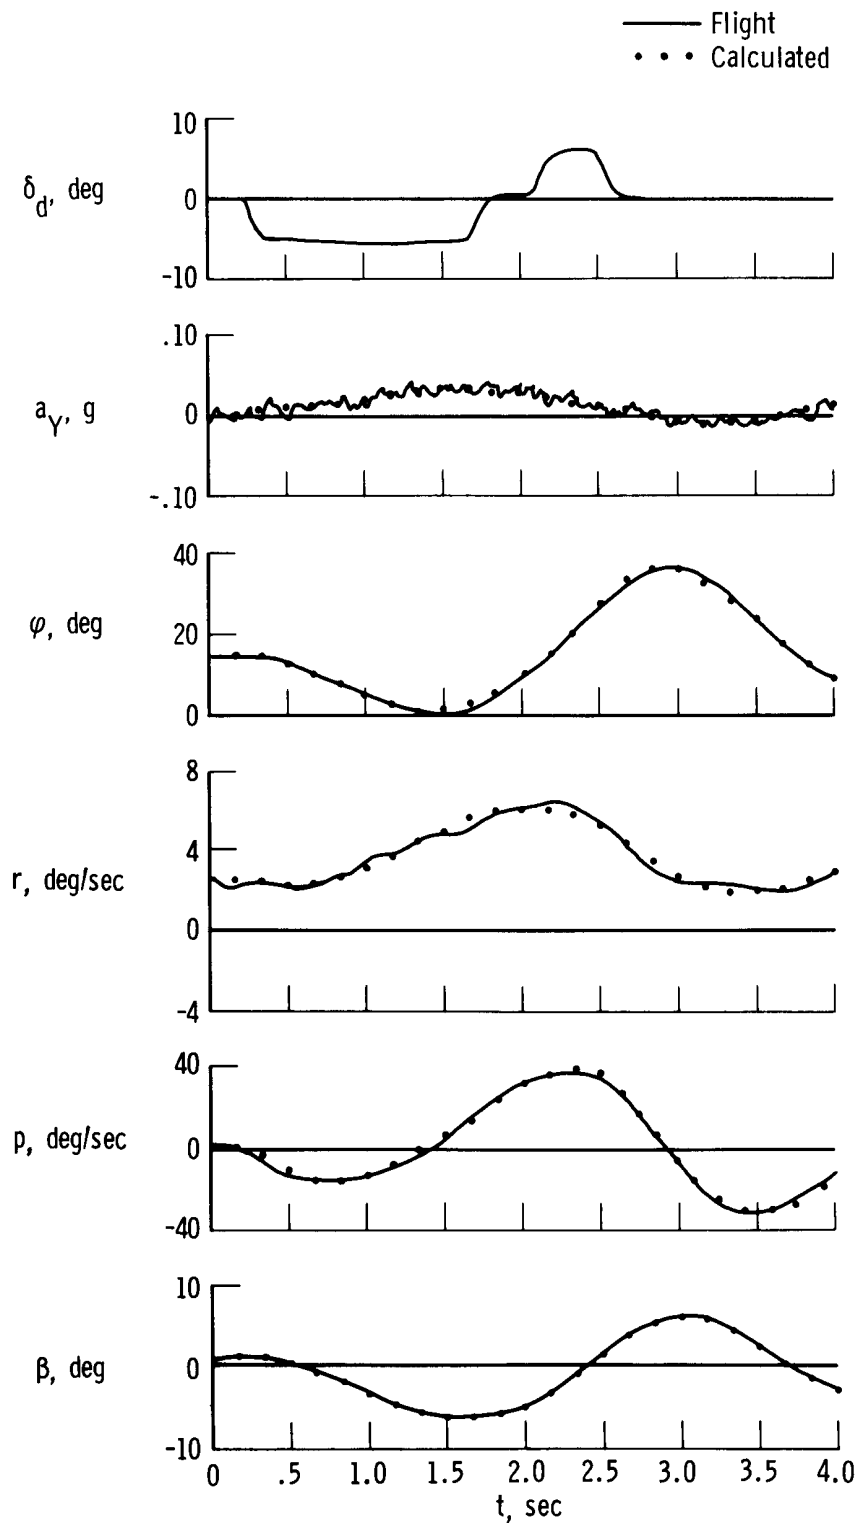 Flight
Calculated
10
δd, deg
0
-10
.10
aY, g
0
-.10
40
φ, deg
20
0
8
4
r, deg/sec
0
-4
40
p, deg/sec
0
-40
10
β, deg
0
-10
0 .5 1.0 1.5 2.0 2.5 3.0 3.5 4.0
t, sec